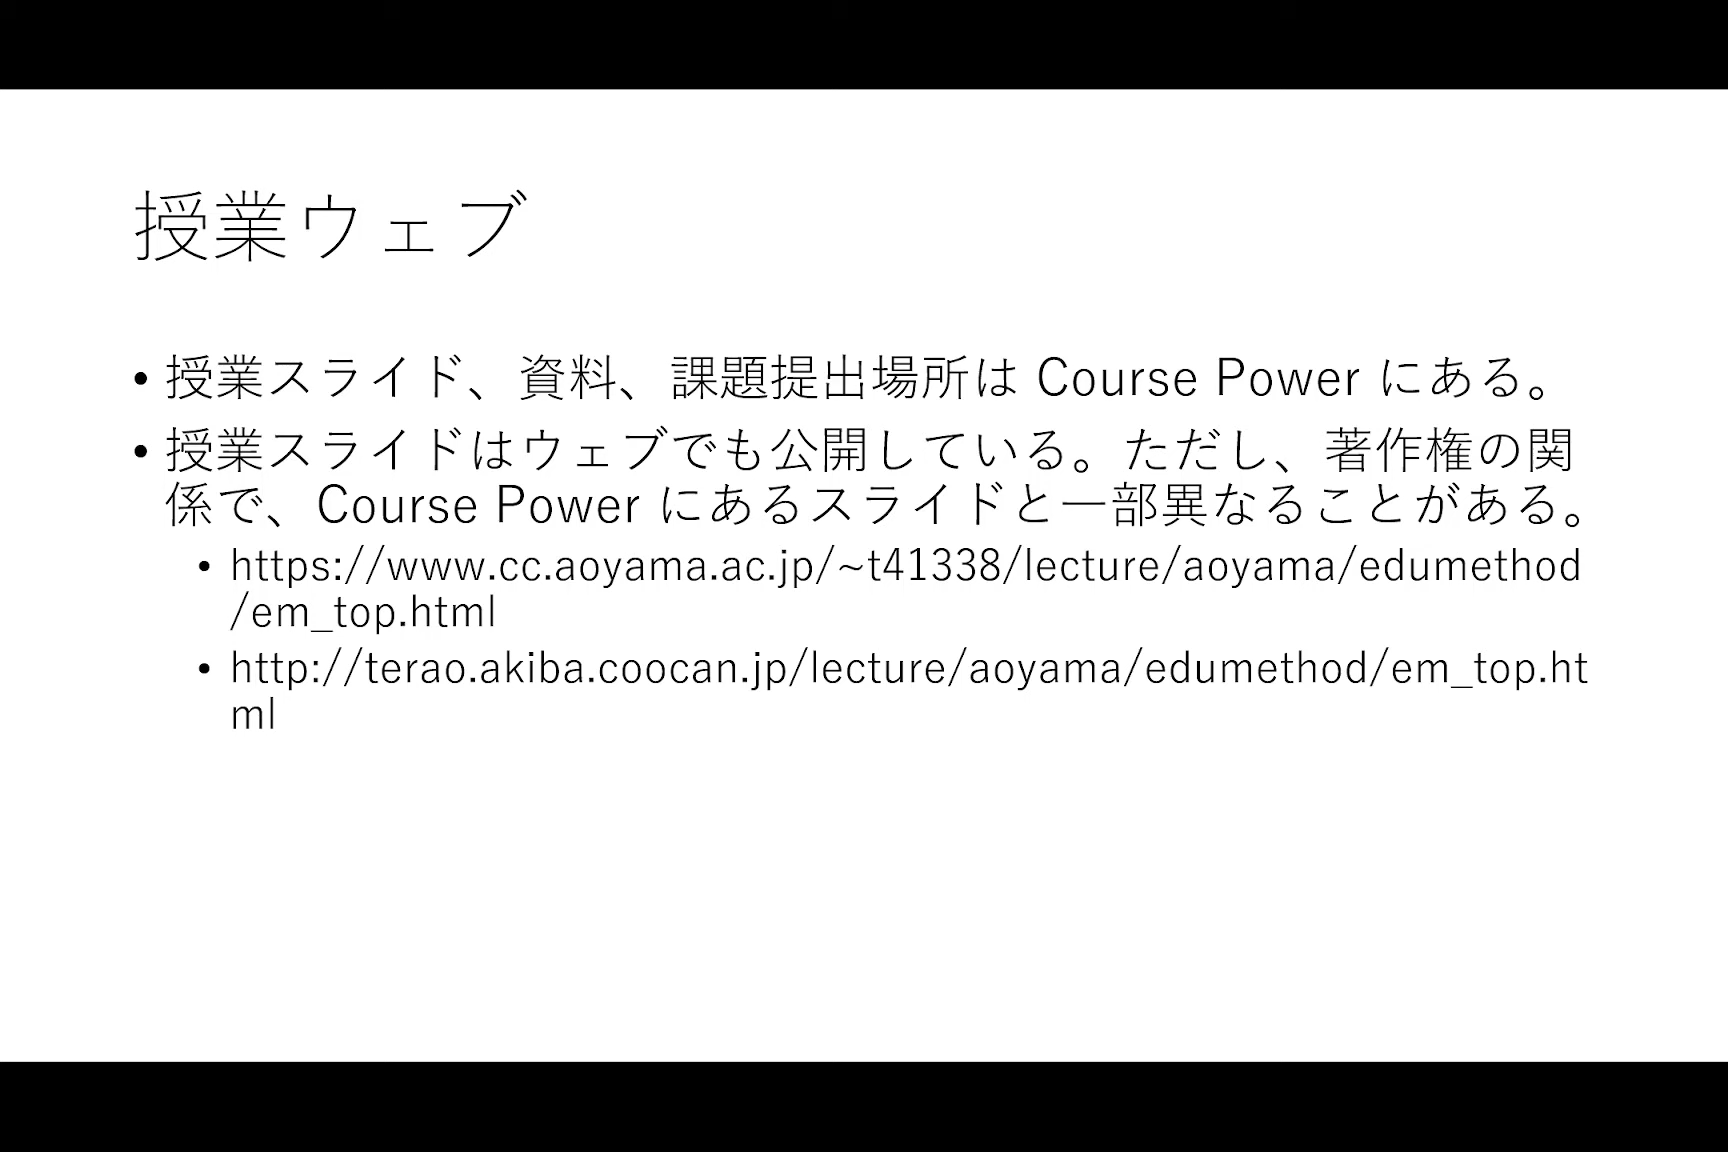 授業ウェブ
• 授業スライド、資料、課題提出場所は Course Power にある。
• 授業スライドはウェブでも公開している。ただし、著作権の関
係で、Course Power にあるスライドと一部異なることがある。
• https://www.cc.aoyama.ac.jp/~t41338/lecture/aoyama/edumethod
/em_top.html
• http://terao.akiba.coocan.jp/lecture/aoyama/edumethod/em_top.ht
ml